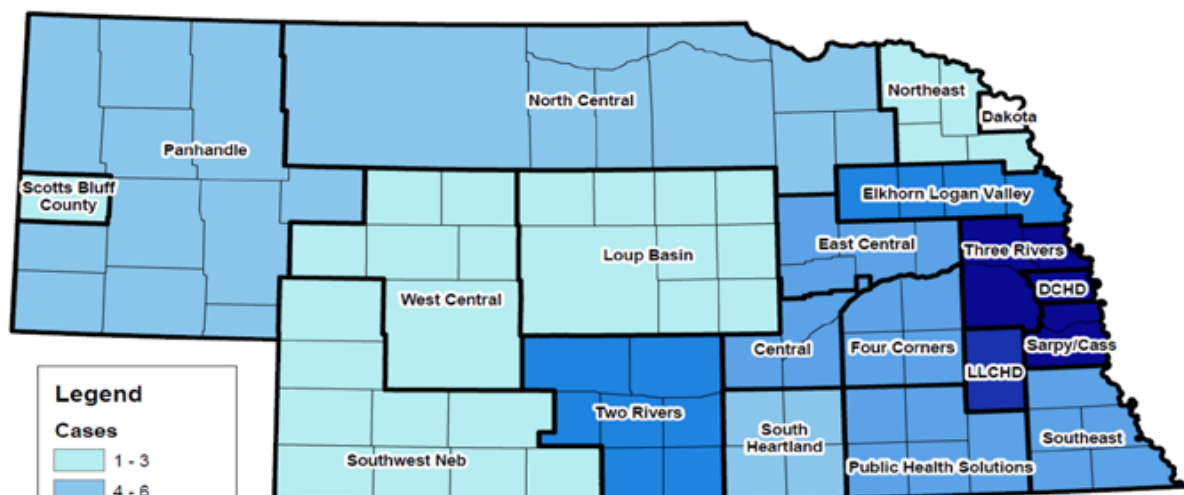 North Central
Northeast
Dakota
Panhandle
Scotts Bluff
County
Elkhorn Logan Valley
East Central
Three Rivers
Loup Basin
DCHD
West Central
Central
Four Corners
Sarpy/Cass
LLCHD
Legend
Cases
1 - 3
4 - 6
Two Rivers
South
Heartland
Southeast
Southwest Neb
Public Health Solutions